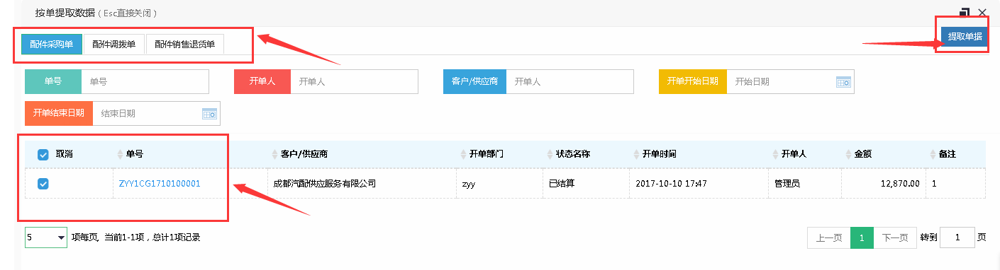 按单提取数据（Esc直接关闭）
提取单据
配件采购单 配件调拨单 配件销售退货单
单号 单号 开单人 开单人 客户/供应商 开单人 开单开始日期 开始日期
开单结束日期 结束日期
取消 单号 客户/供应商 开单部门 状态名称 开单时间 开单人 金额 备注
ZYY1CG1710100001 成都汽配供应服务有限公司 zyy 已结算 2017-10-10 17:47 管理员 12,870.00 1
5 项每页, 当前1-1项，总计1项记录 上一页 1 下一页 转到 1 页